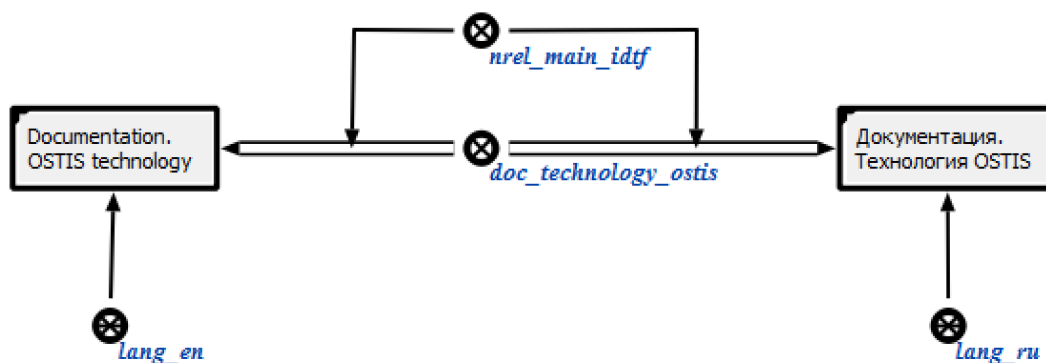 nrel_main_idtf
Documentation.
OSTIS technology
doc_technology_ostis
Документация.
Технология OSTIS
lang_en
lang_ru